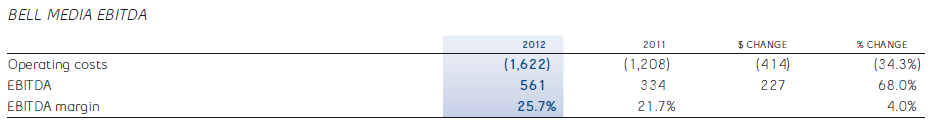 BELL MEDIA EBITDA
2012 2011 $ CHANGE % CHANGE
Operating costs (1,622) (1,208) (414) (34.3%)
EBITDA 561 334 227 68.0%
EBITDA margin 25.7% 21.7% 4.0%